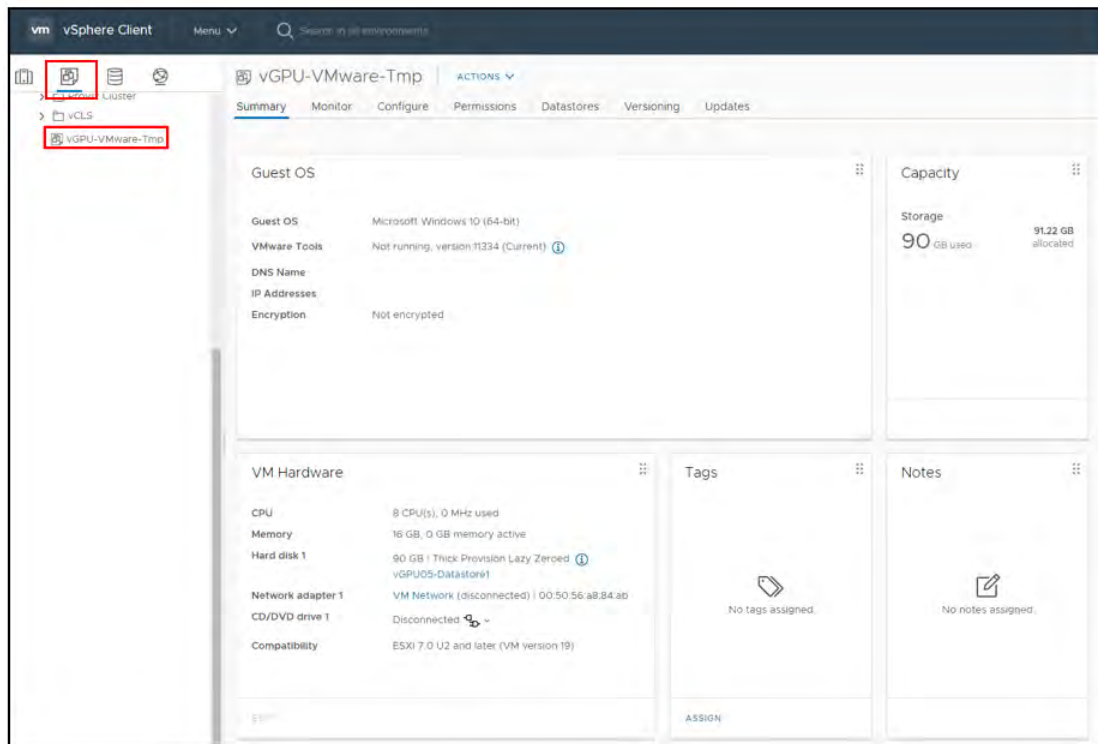 vm vSphere Client Menu Search in all environments
Cluster
vCLS
vGPU-VMware-Tmp
vGPU-VMware-Tmp ACTIONS
Summary Monitor Configure Permissions Datastores Versioning Updates
Guest OS
Guest OS Microsoft Windows 10 (64-bit)
VMware Tools Not running, version:11334 (Current)
DNS Name
IP Addresses
Encryption Not encrypted
Capacity
Storage
90 GB used
91.22 GB
allocated
VM Hardware
CPU 8 CPU(s), 0 MHz used
Memory 16 GB, 0 GB memory active
Hard disk 1 90 GB | Thick Provision Lazy Zeroed
vGPU05-Datastore1
Network adapter 1 VM Network (disconnected) | 00:50:56:a8:84:ab
CD/DVD drive 1 Disconnected
Compatibility ESXi 7.0 U2 and later (VM version 19)
Tags
No tags assigned.
ASSIGN
Notes
No notes assigned.